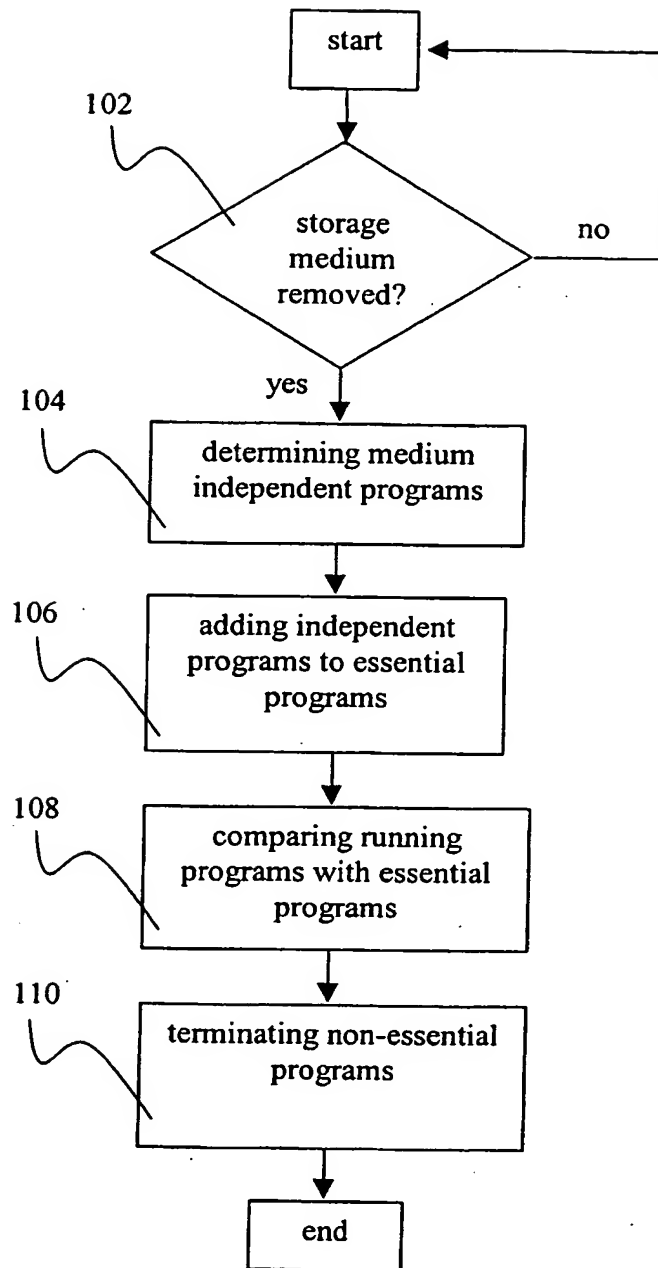 start
102
storage
medium
removed?
no
yes
104
determining medium
independent programs
106
adding independent
programs to essential
programs
108
comparing running
programs with essential
programs
110
terminating non-essential
programs
end